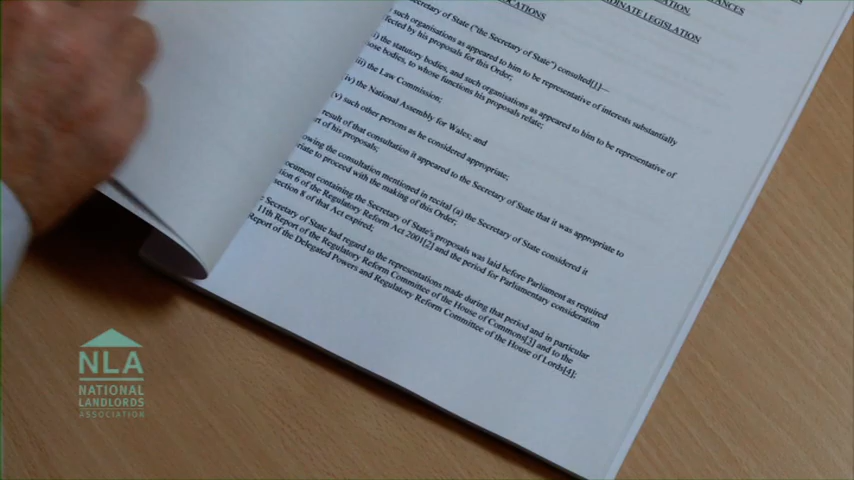 ATION,
STANCES
DINATE LEGISLATION
OCATIONS
ecretary of State ("the Secretary of State") consulted[1]—
such organisations as appeared to him to be representative of interests substantially
fected by his proposals for this Order;
i) the statutory bodies, and such organisations as appeared to him to be representative of
ose bodies, to whose functions his proposals relate;
iii) the Law Commission;
iv) the National Assembly for Wales; and
(v) such other persons as he considered appropriate;
result of that consultation it appeared to the Secretary of State that it was appropriate to
rt of his proposals;
owing the consultation mentioned in recital (a) the Secretary of State considered it
riate to proceed with the making of this Order;
ocument containing the Secretary of State's proposals was laid before Parliament as required
tion 6 of the Regulatory Reform Act 2001[2] and the period for Parliamentary consideration
section 8 of that Act expired;
e Secretary of State had regard to the representations made during that period and in particular
11th Report of the Regulatory Reform Committee of the House of Commons[3] and to the
Report of the Delegated Powers and Regulatory Reform Committee of the House of Lords[4];
NLA
NATIONAL
LANDLORDS
ASSOCIATION